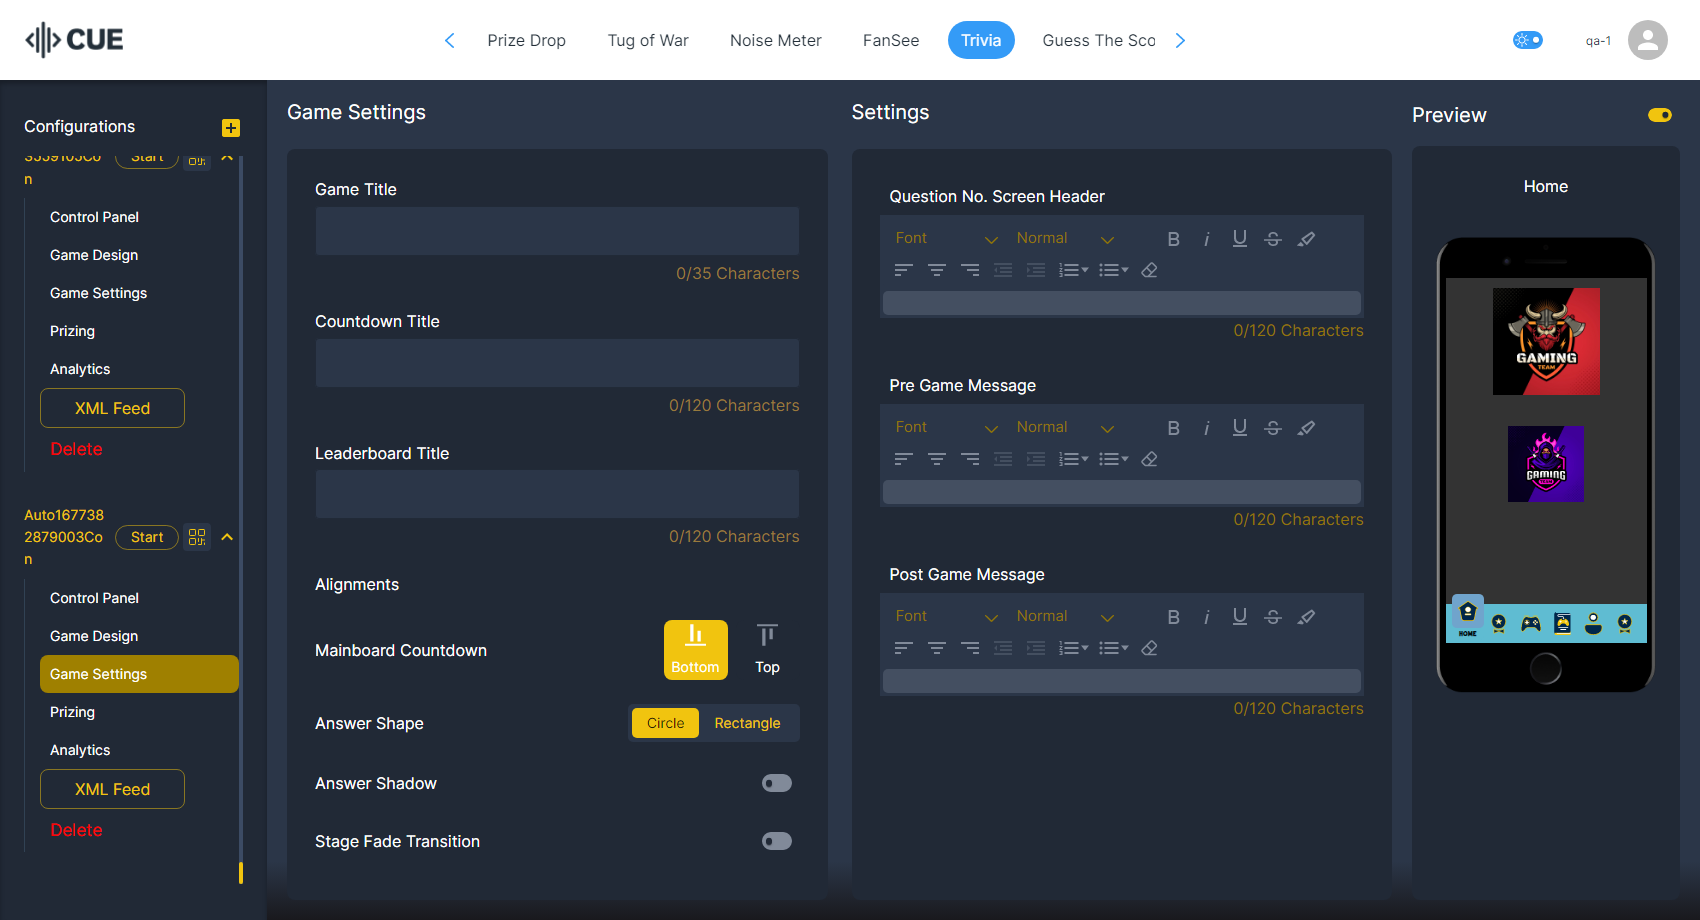 CUE
Prize Drop
Tug of War
Noise Meter
FanSee
Trivia
Guess The Sco
qa-1
Configurations
3559105Co
n
Start
Control Panel
Game Design
Game Settings
Prizing
Analytics
XML Feed
Delete
Auto167738
2879003Co
n
Start
Control Panel
Game Design
Game Settings
Prizing
Analytics
XML Feed
Delete
Game Settings
Game Title
0/35 Characters
Countdown Title
0/120 Characters
Leaderboard Title
0/120 Characters
Alignments
Mainboard Countdown
Bottom
Top
Answer Shape
Circle
Rectangle
Answer Shadow
Stage Fade Transition
Settings
Question No. Screen Header
Font
Normal
0/120 Characters
Pre Game Message
Font
Normal
0/120 Characters
Post Game Message
Font
Normal
0/120 Characters
Preview
Home
GAMING
TEAM
GAMING
TEAM
HOME